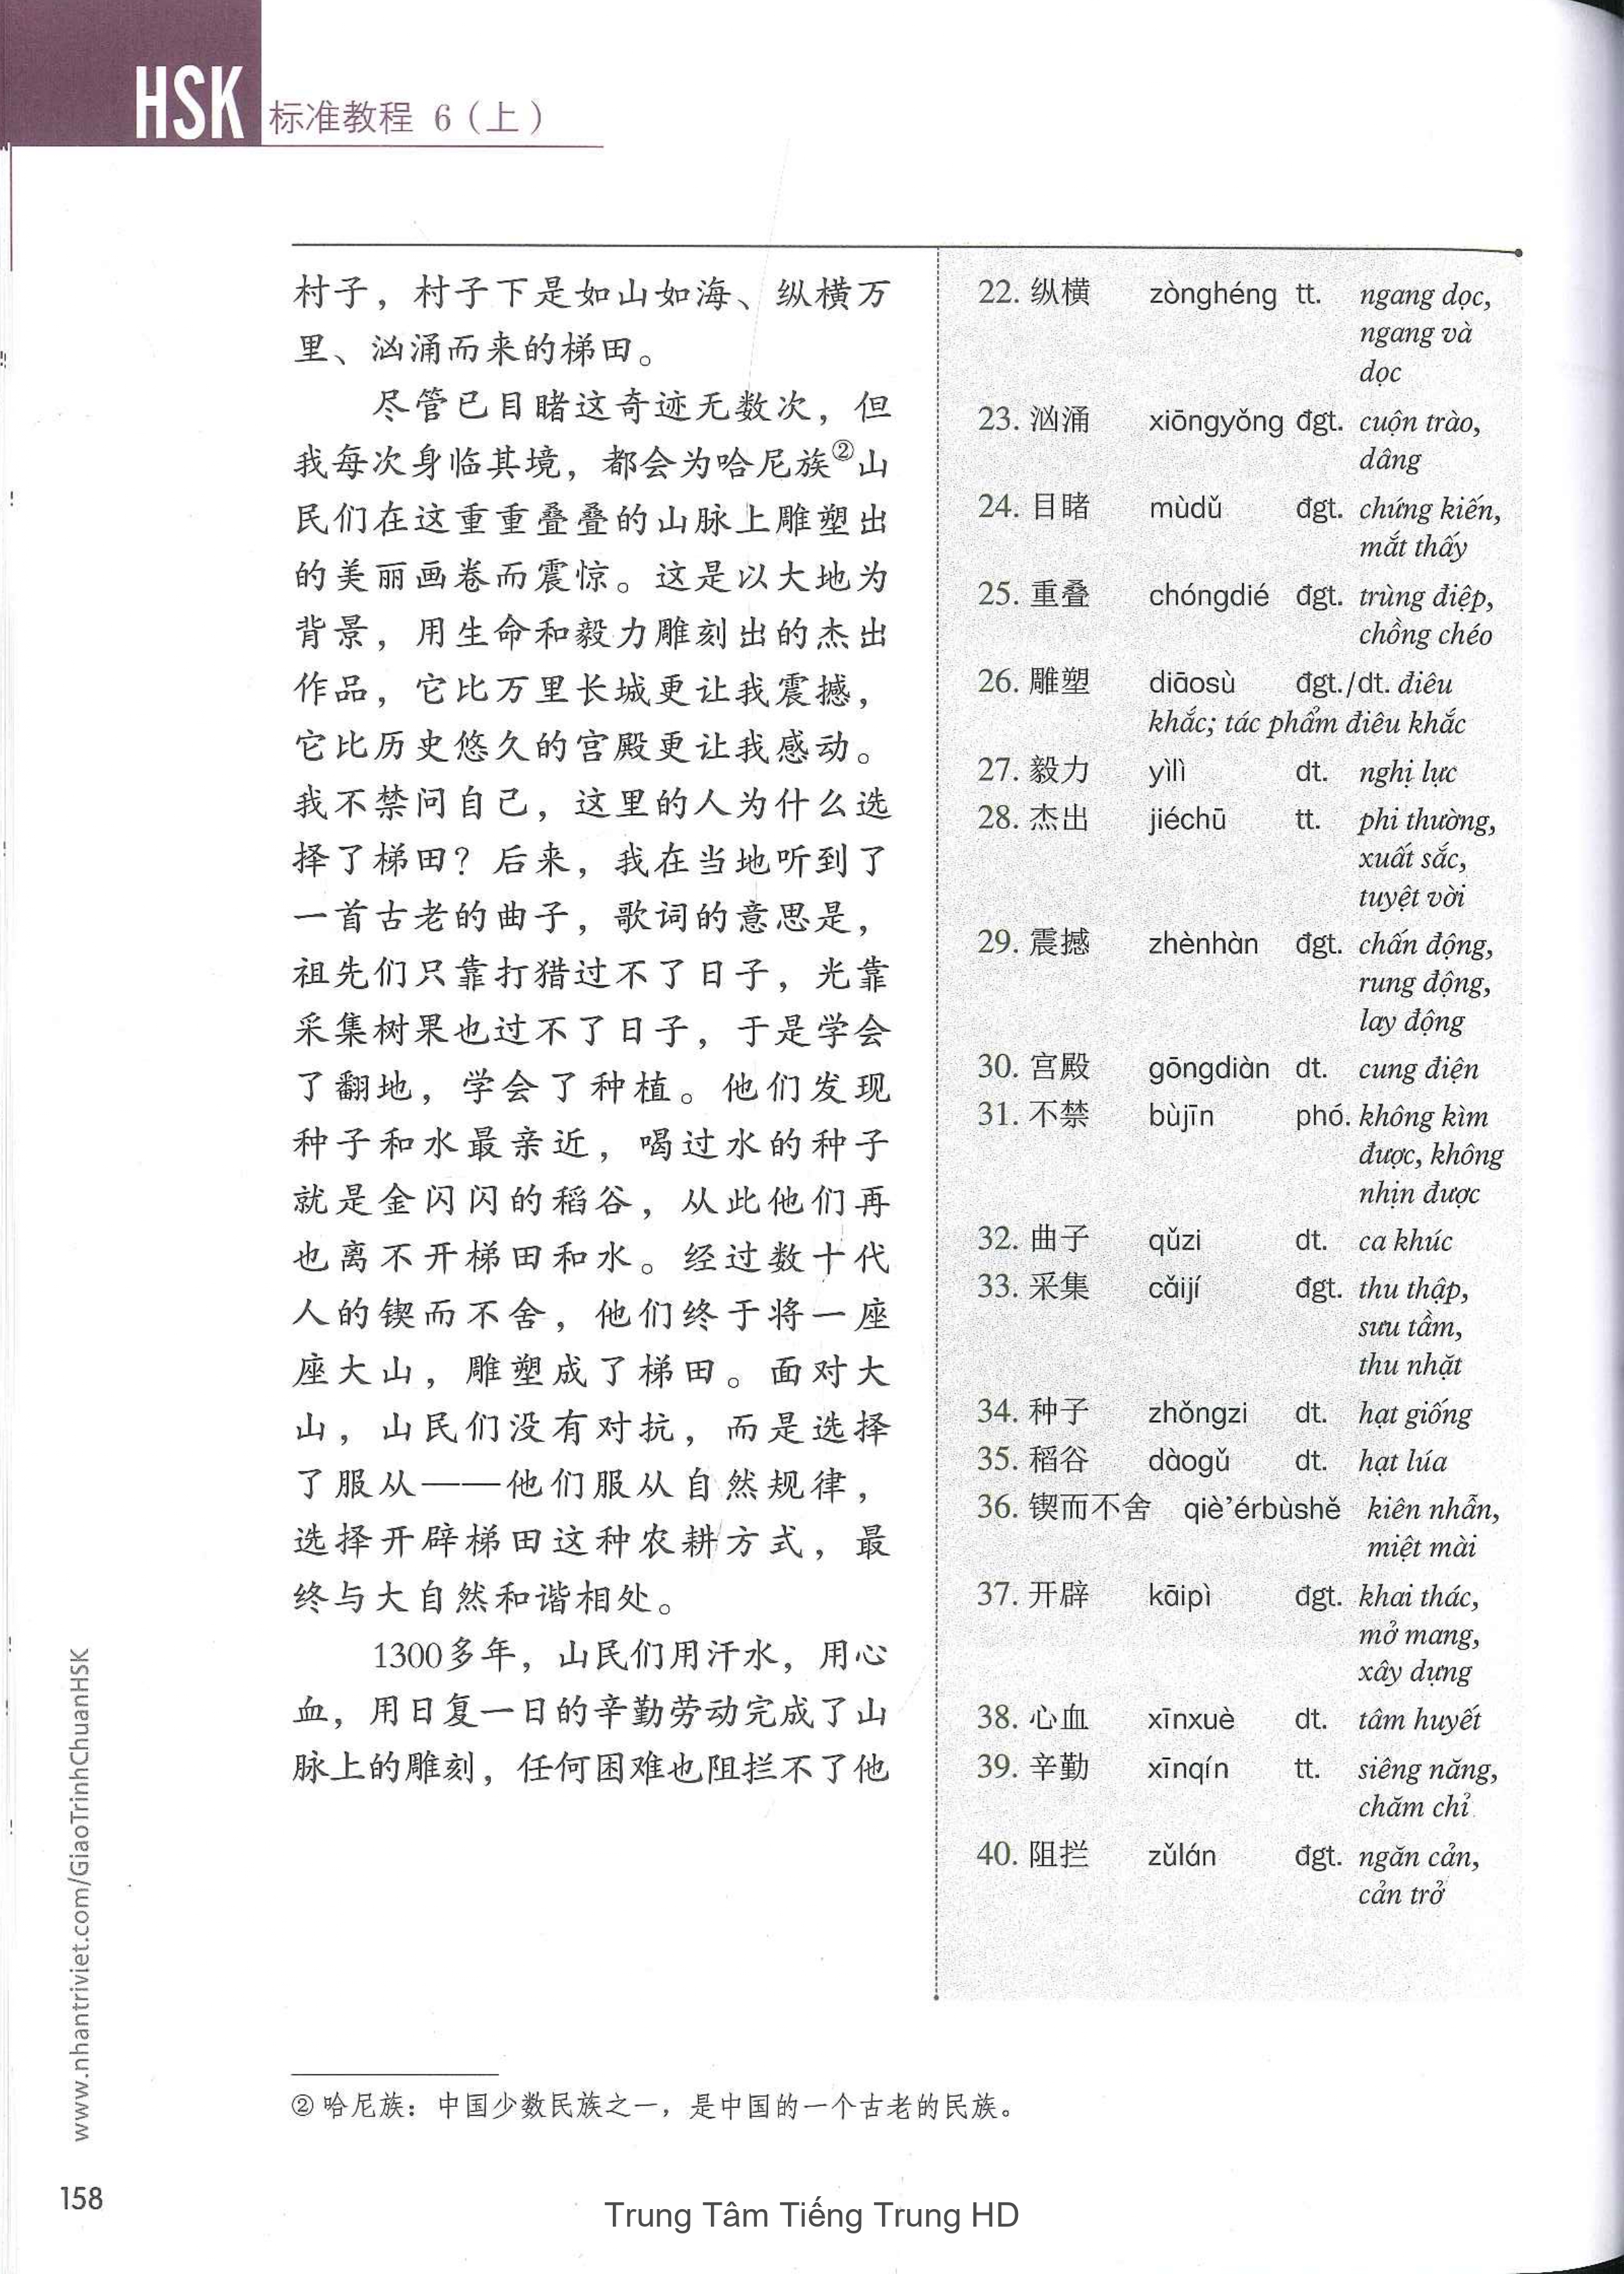 HSK 标准教程 6（上）
村子，村子下是如山如海、纵横万
里、汹涌而来的梯田。
尽管已目睹这奇迹无数次，但
我每次身临其境，都会为哈尼族②山
民们在这重重叠叠的山脉上雕塑出
的美丽画卷而震惊。这是以大地为
背景，用生命和毅力雕刻出的杰出
作品，它比万里长城更让我震撼，
它比历史悠久的宫殿更让我感动。
我不禁问自己，这里的人为什么选
择了梯田？后来，我在当地听到了
一首古老的曲子，歌词的意思是，
祖先们只靠打猎过不了日子，光靠
采集树果也过不了日子，于是学会
了翻地，学会了种植。他们发现
种子和水最亲近，喝过水的种子
就是金闪闪的稻谷，从此他们再
也离不开梯田和水。经过数十代
人的锲而不舍，他们终于将一座
座大山，雕塑成了梯田。面对大
山，山民们没有对抗，而是选择
了服从——他们服从自然规律，
选择开辟梯田这种农耕方式，最
终与大自然和谐相处。
1300多年，山民们用汗水，用心
血，用日复一日的辛勤劳动完成了山
脉上的雕刻，任何困难也阻拦不了他
22. 纵横 zònghéng tt. ngang dọc,
ngang và
dọc
23. 汹涌 xiōngyǒng đgt. cuộn trào,
dâng
24. 目睹 mùdǔ đgt. chứng kiến,
mắt thấy
25. 重叠 chóngdié đgt. trùng điệp,
chồng chéo
26. 雕塑 diāosù đgt./dt. điêu
khắc; tác phẩm điêu khắc
27. 毅力 yìlì dt. nghị lực
28. 杰出 jiéchū tt. phi thường,
xuất sắc,
tuyệt vời
29. 震撼 zhènhàn đgt. chấn động,
rung động,
lay động
30. 宫殿 gōngdiàn dt. cung điện
31. 不禁 bùjīn phó. không kìm
được, không
nhịn được
32. 曲子 qǔzi dt. ca khúc
33. 采集 cǎijí đgt. thu thập,
sưu tầm,
thu nhặt
34. 种子 zhǒngzi dt. hạt giống
35. 稻谷 dàogǔ dt. hạt lúa
36. 锲而不舍 qiè’érbùshě kiên nhẫn,
miệt mài
37. 开辟 kāipì đgt. khai thác,
mở mang,
xây dựng
38. 心血 xīnxuè dt. tâm huyết
39. 辛勤 xīnqín tt. siêng năng,
chăm chỉ
40. 阻拦 zǔlán đgt. ngăn cản,
cản trở
② 哈尼族：中国少数民族之一，是中国的一个古老的民族。
www.nhantriviet.com/GiaoTrinhChuanHSK
158
Trung Tâm Tiếng Trung HD